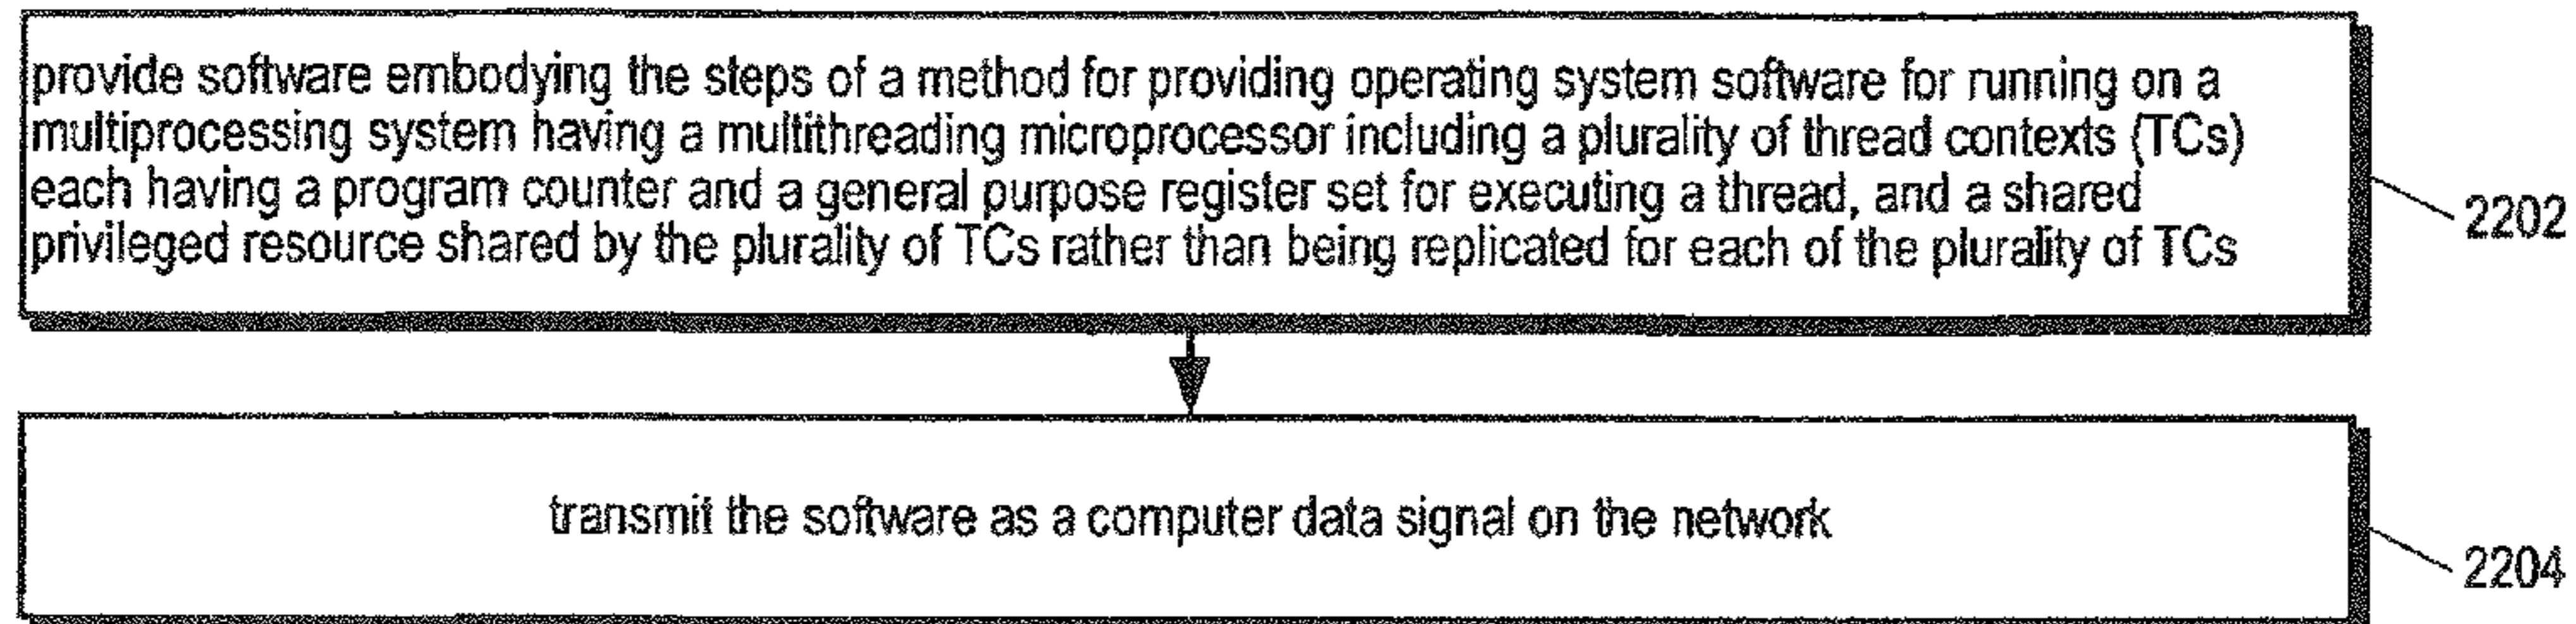 provide software embodying the steps of a method for providing operating system software for running on a
multiprocessing system having a multithreading microprocessor including a plurality of thread contexts (TCs)
each having a program counter and a general purpose register set for executing a thread, and a shared
privileged resource shared by the plurality of TCs rather than being replicated for each of the plurality of TCs
2202
transmit the software as a computer data signal on the network
2204